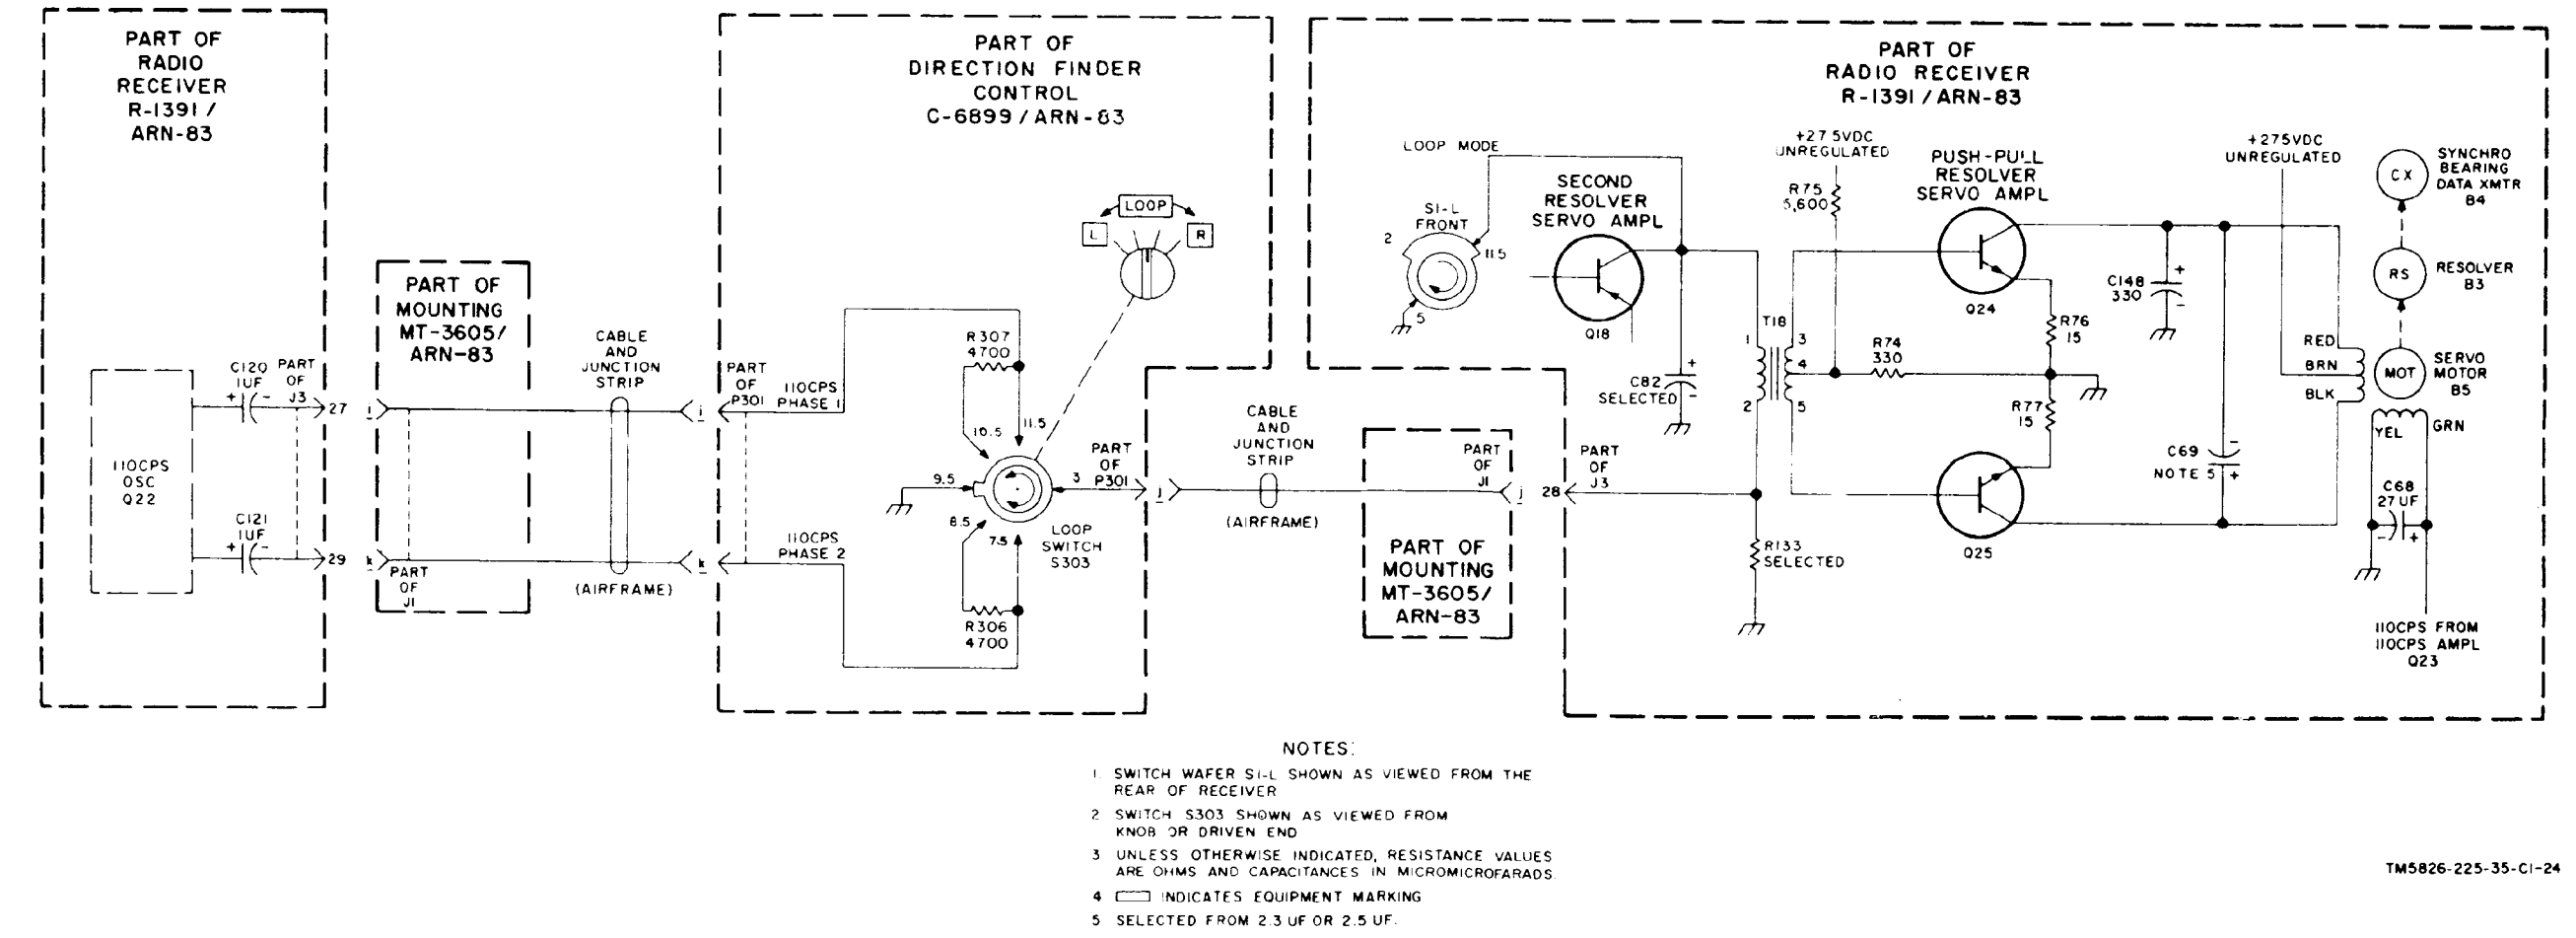 PART OF
RADIO
RECEIVER
R-1391/
ARN-83
110CPS
OSC
Q22
C120
1UF
+
-
PART
OF
J3
27
C121
1UF
+
-
29
PART OF
MOUNTING
MT-3605/
ARN-83
i
k
PART
OF
J1
CABLE
AND
JUNCTION
STRIP
(AIRFRAME)
PART OF
DIRECTION FINDER
CONTROL
C-6899/ARN-83
i
k
PART
OF
P301
110CPS
PHASE 1
110CPS
PHASE 2
LOOP
L
R
R307
4700
10.5
11.5
9.5
8.5
7.5
3
LOOP
SWITCH
S303
R306
4700
PART
OF
P301
j
CABLE
AND
JUNCTION
STRIP
(AIRFRAME)
PART
OF
J1
j
PART OF
MOUNTING
MT-3605/
ARN-83
PART OF
RADIO RECEIVER
R-1391/ARN-83
28
PART
OF
J3
LOOP MODE
S1-L
FRONT
2
11.5
5
SECOND
RESOLVER
SERVO AMPL
Q18
C82
SELECTED
+
-
R133
SELECTED
T18
1
2
3
4
5
+27 5VDC
UNREGULATED
R75
5,600
R74
330
PUSH-PULL
RESOLVER
SERVO AMPL
Q24
R76
15
R77
15
Q25
C148
330
+
-
C69
NOTE 5
-
+
+275VDC
UNREGULATED
RED
BRN
BLK
CX
SYNCHRO
BEARING
DATA XMTR
B4
RS
RESOLVER
B3
MOT
SERVO
MOTOR
B5
YEL
GRN
C68
27UF
-
+
110CPS FROM
110CPS AMPL
Q23
NOTES:
1. SWITCH WAFER S1-L SHOWN AS VIEWED FROM THE
REAR OF RECEIVER
2 SWITCH S303 SHOWN AS VIEWED FROM
KNOB OR DRIVEN END
3 UNLESS OTHERWISE INDICATED, RESISTANCE VALUES
ARE OHMS AND CAPACITANCES IN MICROMICROFARADS.
4 INDICATES EQUIPMENT MARKING
5 SELECTED FROM 2.3 UF OR 2.5 UF.
TM5826-225-35-C1-24